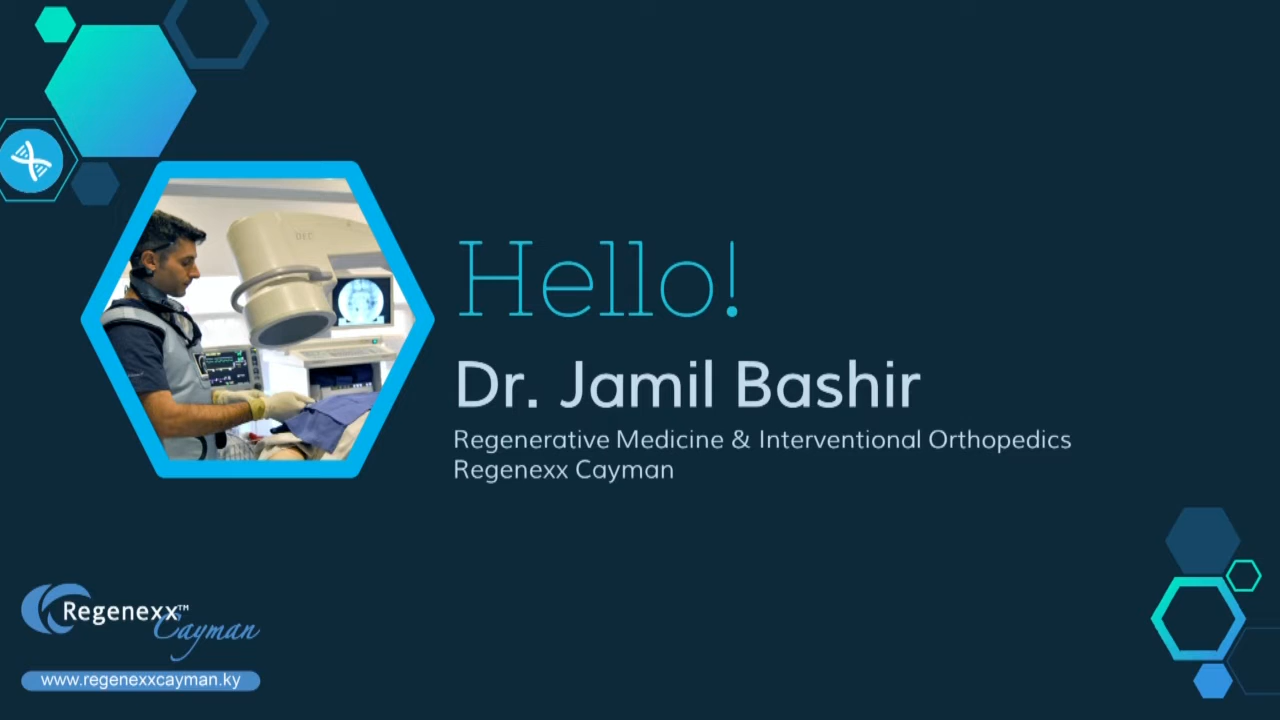 Hello!
Dr. Jamil Bashir
Regenerative Medicine & Interventional Orthopedics
Regenexx Cayman
Regenexx™
Cayman
www.regenexxcayman.ky